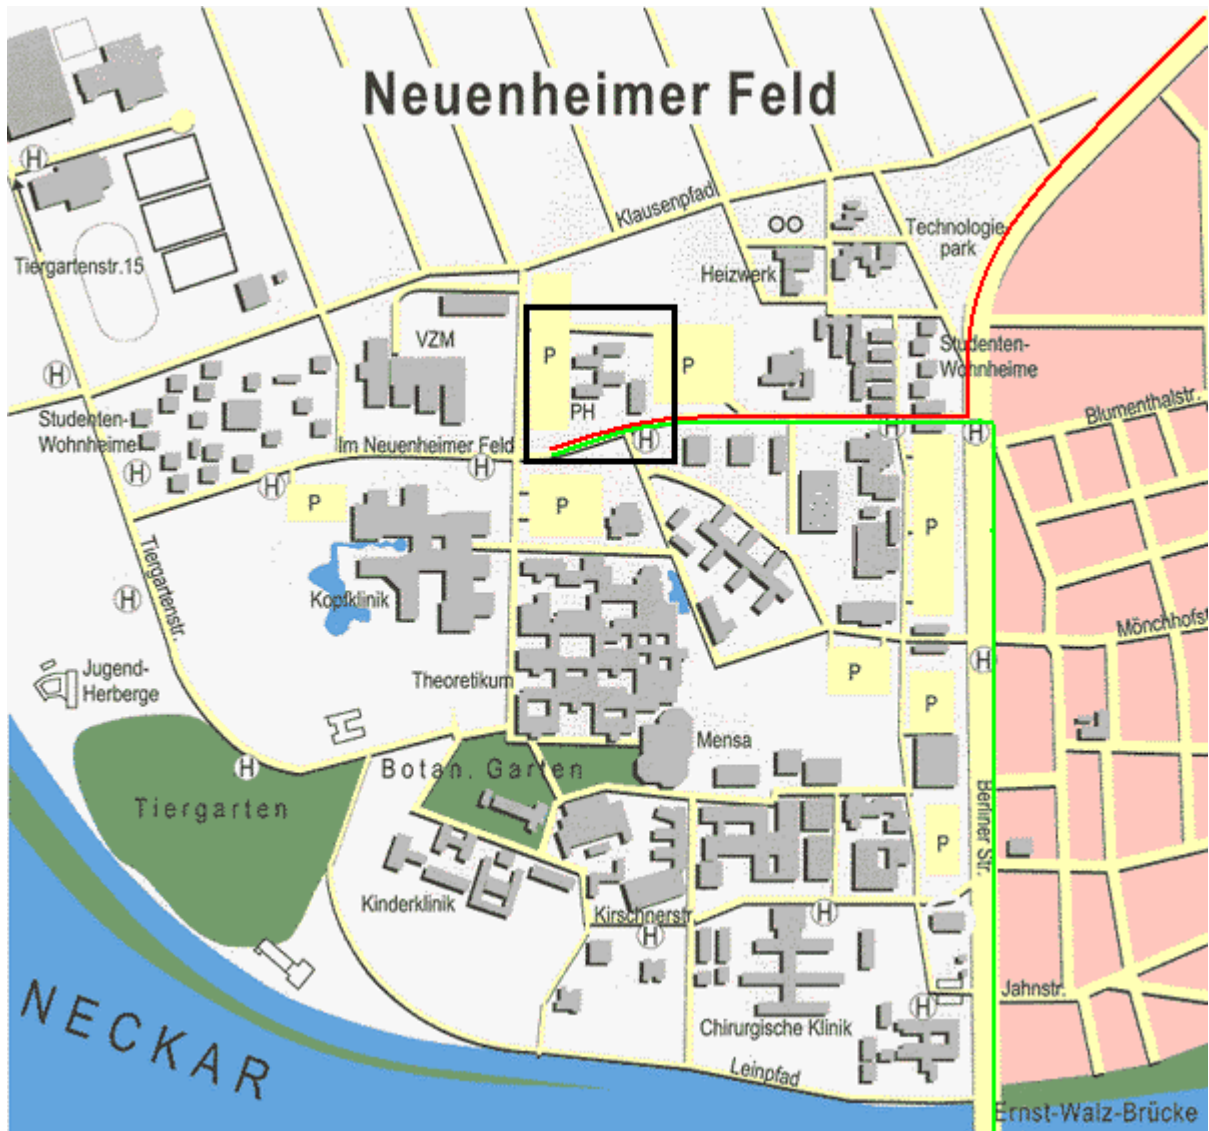 Neuenheimer Feld
H
Klausenpfad
Technologie-
park
Tiergartenstr.15
Heizwerk
VZM
P
P
Studenten-
Wohnheime
H
PH
Blumenthalstr.
Studenten-
Wohnheime
H
H
H
H
Im Neuenheimer Feld
H
H
P
P
P
Tiergartenstr.
Kopfklinik
H
Mönchhofst
H
Jugend-
Herberge
Theoretikum
P
P
Mensa
H
Botan. Garten
Tiergarten
Berliner Str.
P
Kinderklinik
Kirschnerstr.
H
H
NECKAR
Jahnstr.
H
Chirurgische Klinik
Leinpfad
Ernst-Walz-Brücke